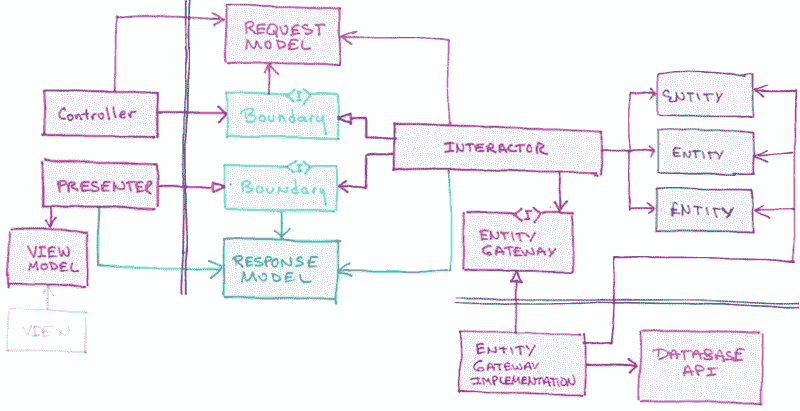 REQUEST
MODEL
Controller
<I>
Boundary
INTERACTOR
ENTITY
ENTITY
ENTITY
PRESENTER
<I>
Boundary
<I>
ENTITY
GATEWAY
VIEW
MODEL
RESPONSE
MODEL
VIEW
ENTITY
GATEWAY
IMPLEMENTATION
DATABASE
API